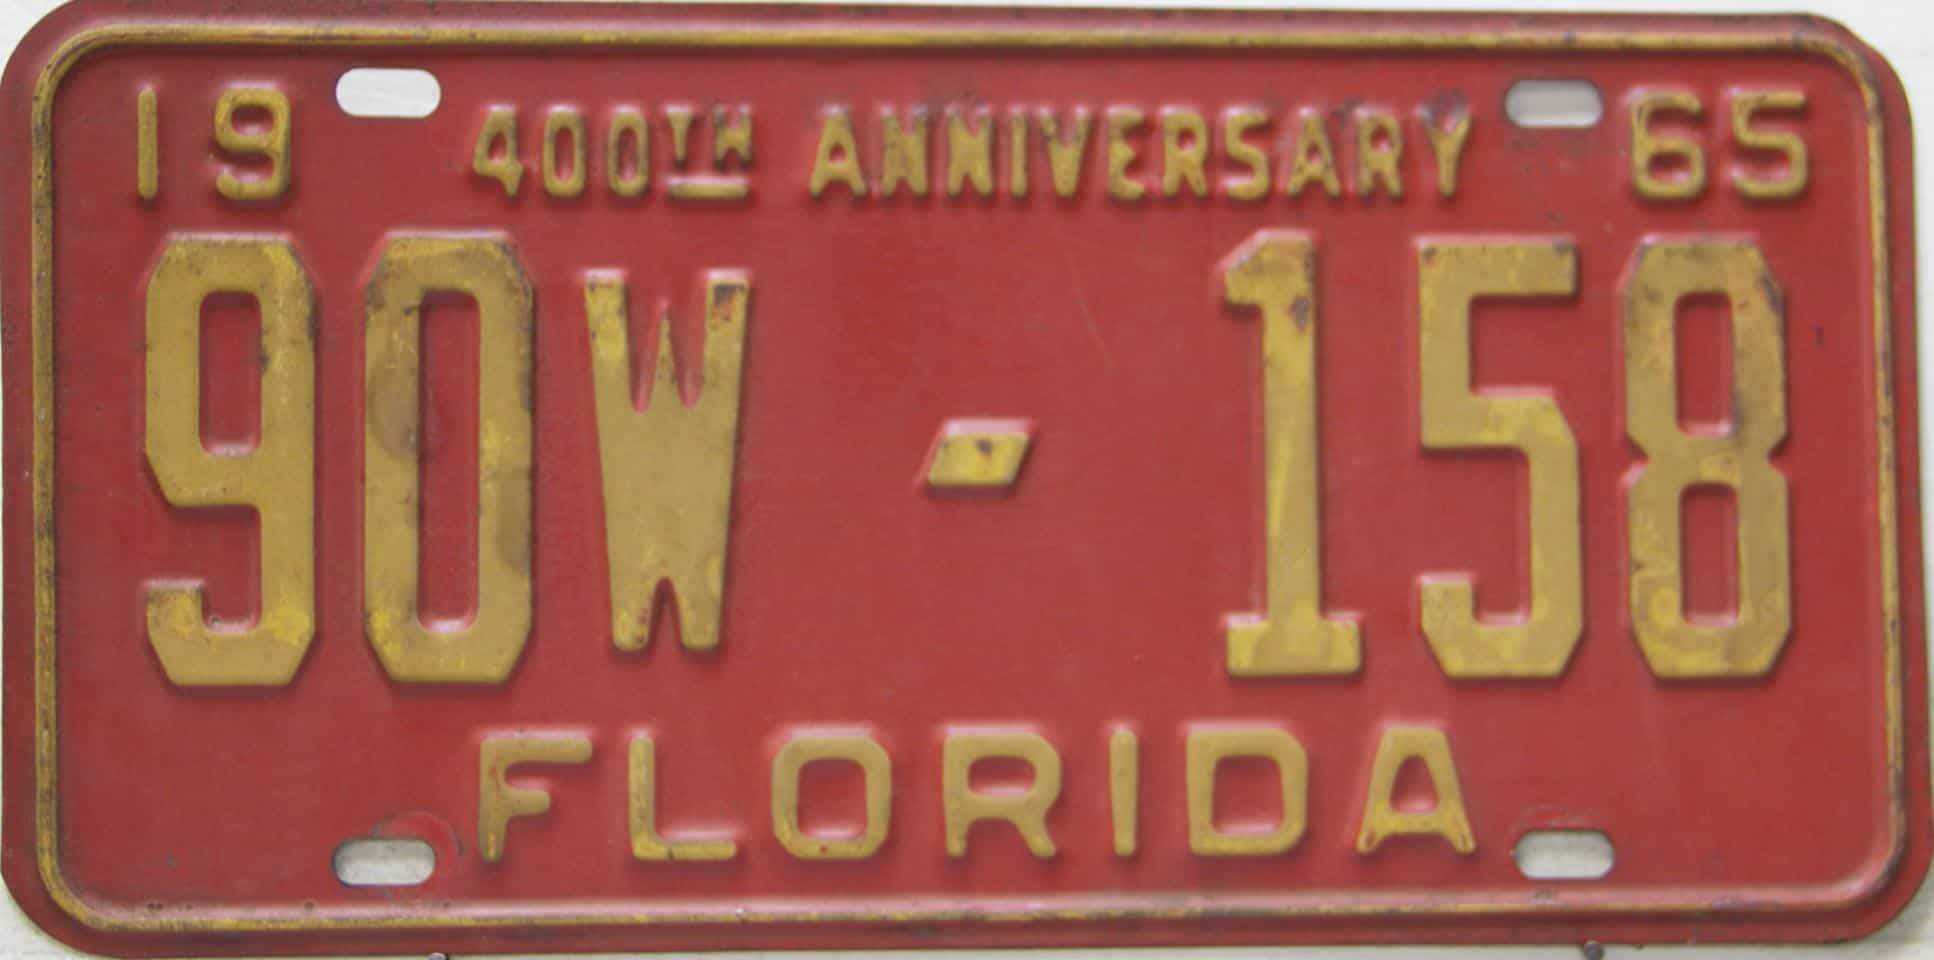 19 400TH ANNIVERSARY 65
90W - 158
FLORIDA